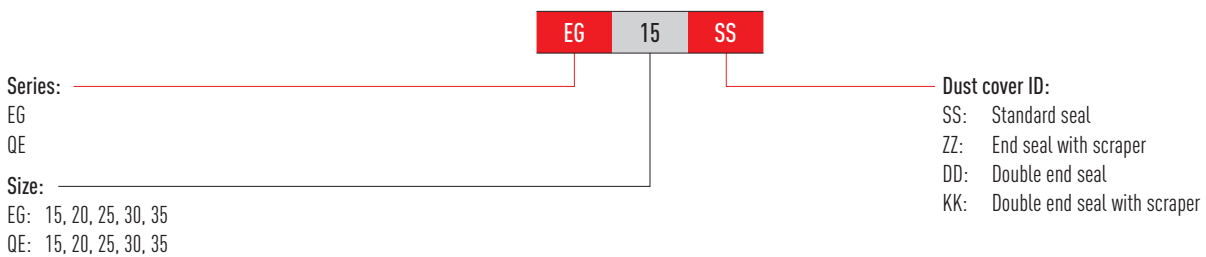 EG 15 SS
Series:
EG
QE
Size:
EG: 15, 20, 25, 30, 35
QE: 15, 20, 25, 30, 35
Dust cover ID:
SS: Standard seal
ZZ: End seal with scraper
DD: Double end seal
KK: Double end seal with scraper